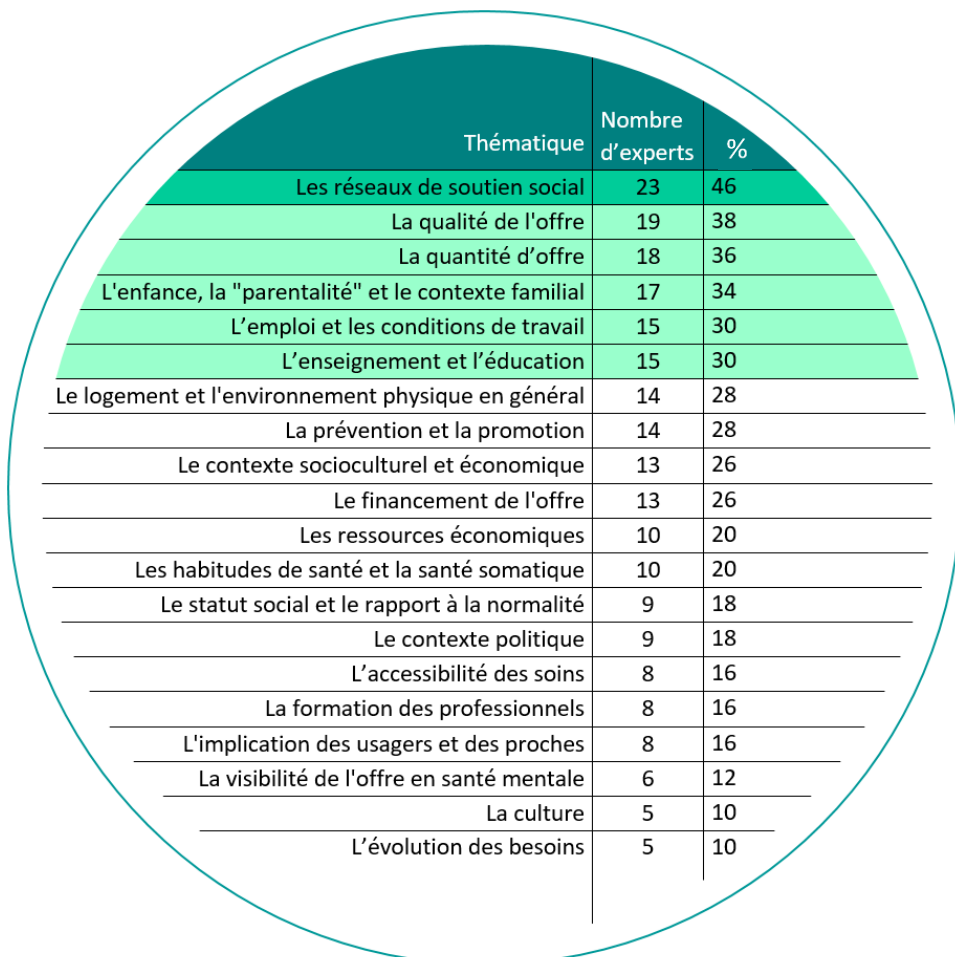 Thématique Nombre d’experts %
Les réseaux de soutien social 23 46
La qualité de l'offre 19 38
La quantité d’offre 18 36
L'enfance, la "parentalité" et le contexte familial 17 34
L’emploi et les conditions de travail 15 30
L’enseignement et l’éducation 15 30
Le logement et l'environnement physique en général 14 28
La prévention et la promotion 14 28
Le contexte socioculturel et économique 13 26
Le financement de l'offre 13 26
Les ressources économiques 10 20
Les habitudes de santé et la santé somatique 10 20
Le statut social et le rapport à la normalité 9 18
Le contexte politique 9 18
L’accessibilité des soins 8 16
La formation des professionnels 8 16
L'implication des usagers et des proches 8 16
La visibilité de l'offre en santé mentale 6 12
La culture 5 10
L’évolution des besoins 5 10